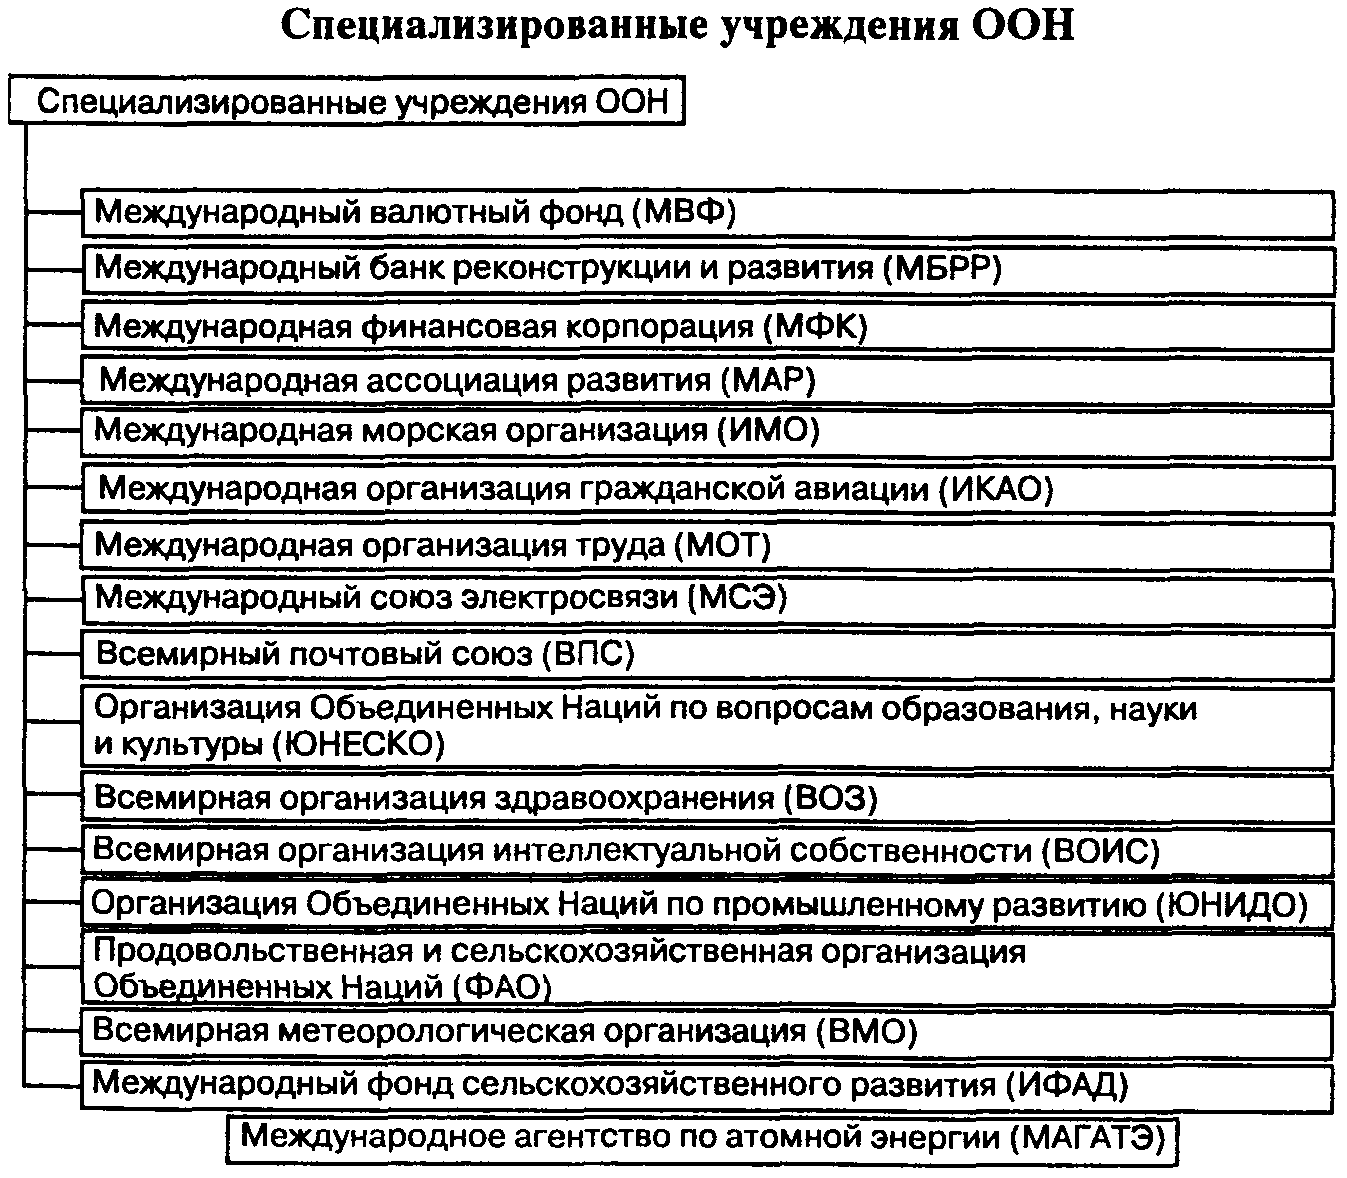 Специализированные учреждения ООН
Специализированные учреждения ООН
Международный валютный фонд (МВФ)
Международный банк реконструкции и развития (МБРР)
Международная финансовая корпорация (МФК)
Международная ассоциация развития (МАР)
Международная морская организация (ИМО)
Международная организация гражданской авиации (ИКАО)
Международная организация труда (МОТ)
Международный союз электросвязи (МСЭ)
Всемирный почтовый союз (ВПС)
Организация Объединенных Наций по вопросам образования, науки
и культуры (ЮНЕСКО)
Всемирная организация здравоохранения (ВОЗ)
Всемирная организация интеллектуальной собственности (ВОИС)
Организация Объединенных Наций по промышленному развитию (ЮНИДО)
Продовольственная и сельскохозяйственная организация
Объединенных Наций (ФАО)
Всемирная метеорологическая организация (ВМО)
Международный фонд сельскохозяйственного развития (ИФАД)
Международное агентство по атомной энергии (МАГАТЭ)